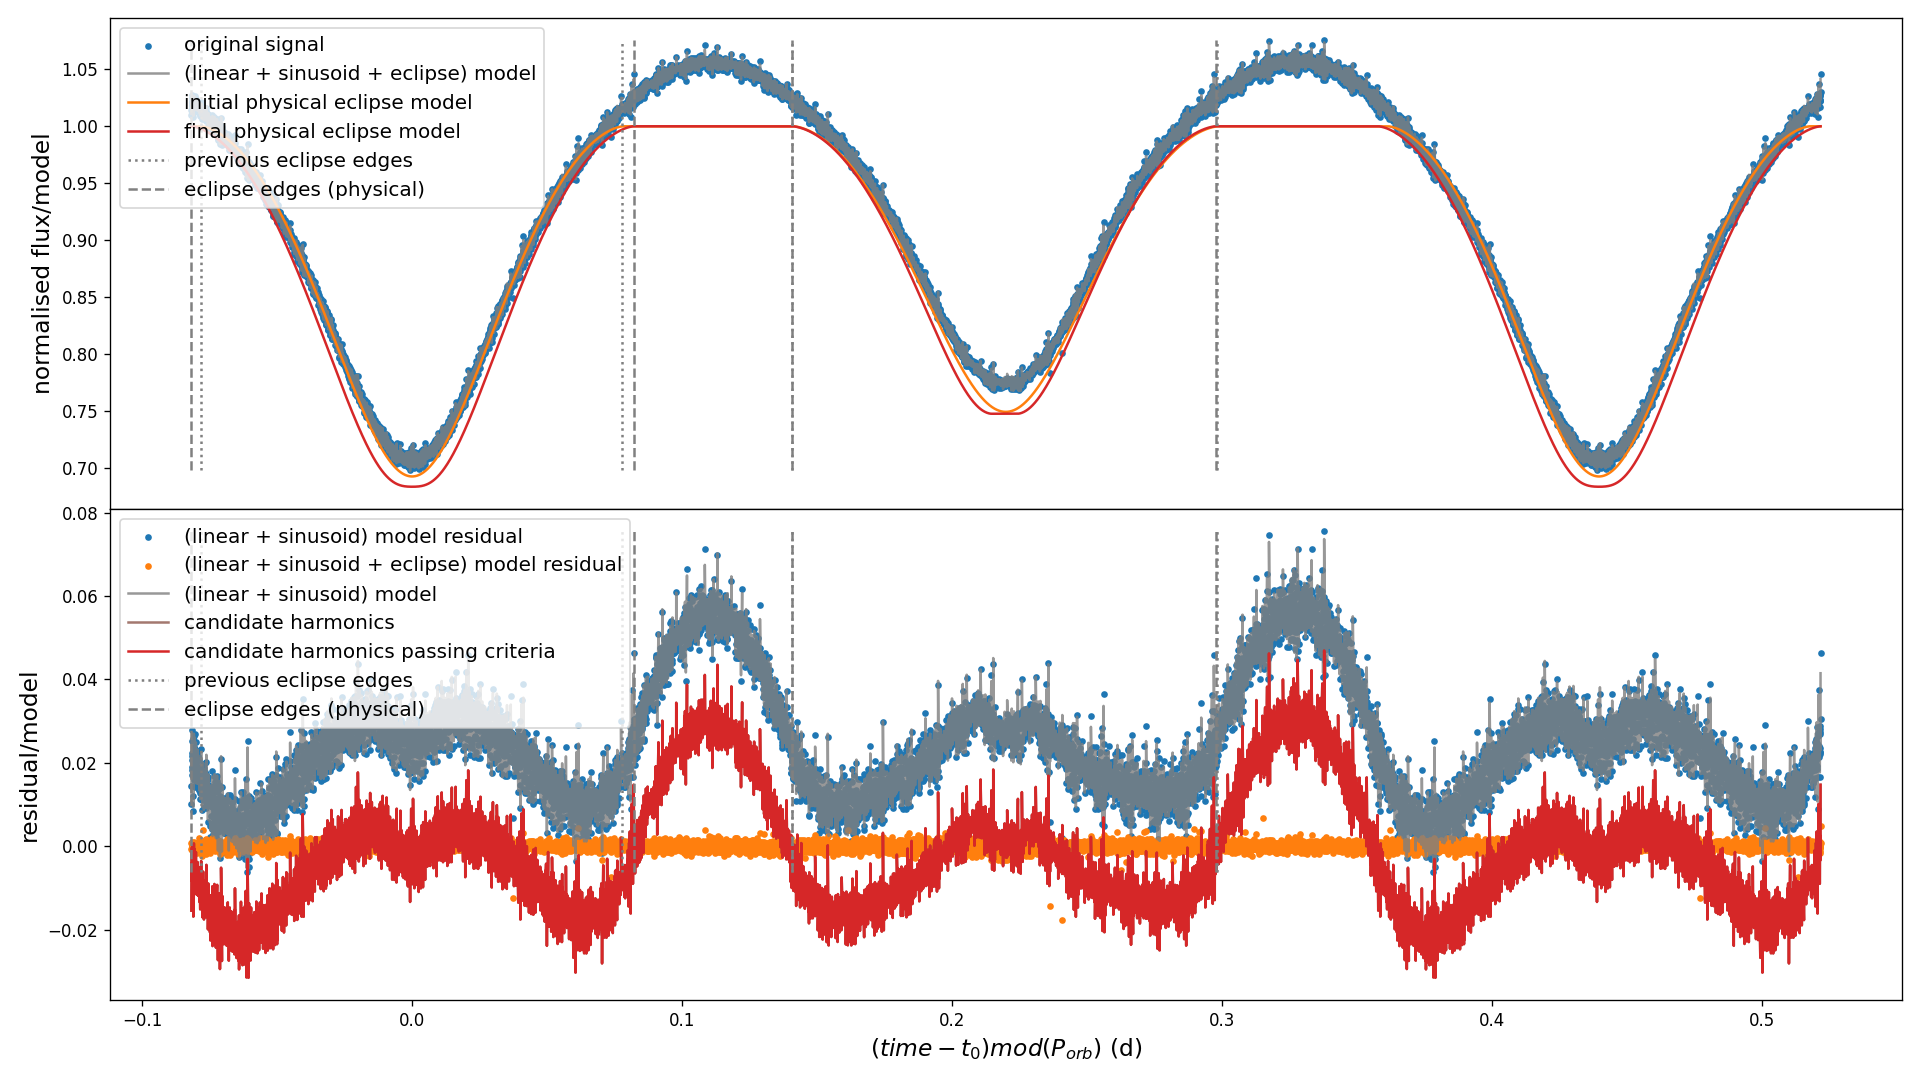 original signal
(linear + sinusoid + eclipse) model
initial physical eclipse model
final physical eclipse model
previous eclipse edges
eclipse edges (physical)
normalised flux/model
1.05
1.00
0.95
0.90
0.85
0.80
0.75
0.70
(linear + sinusoid) model residual
(linear + sinusoid + eclipse) model residual
(linear + sinusoid) model
candidate harmonics
candidate harmonics passing criteria
previous eclipse edges
eclipse edges (physical)
residual/model
0.08
0.06
0.04
0.02
0.00
−0.02
−0.1 0.0 0.1 0.2 0.3 0.4 0.5
(time − t₀)mod(P_orb) (d)